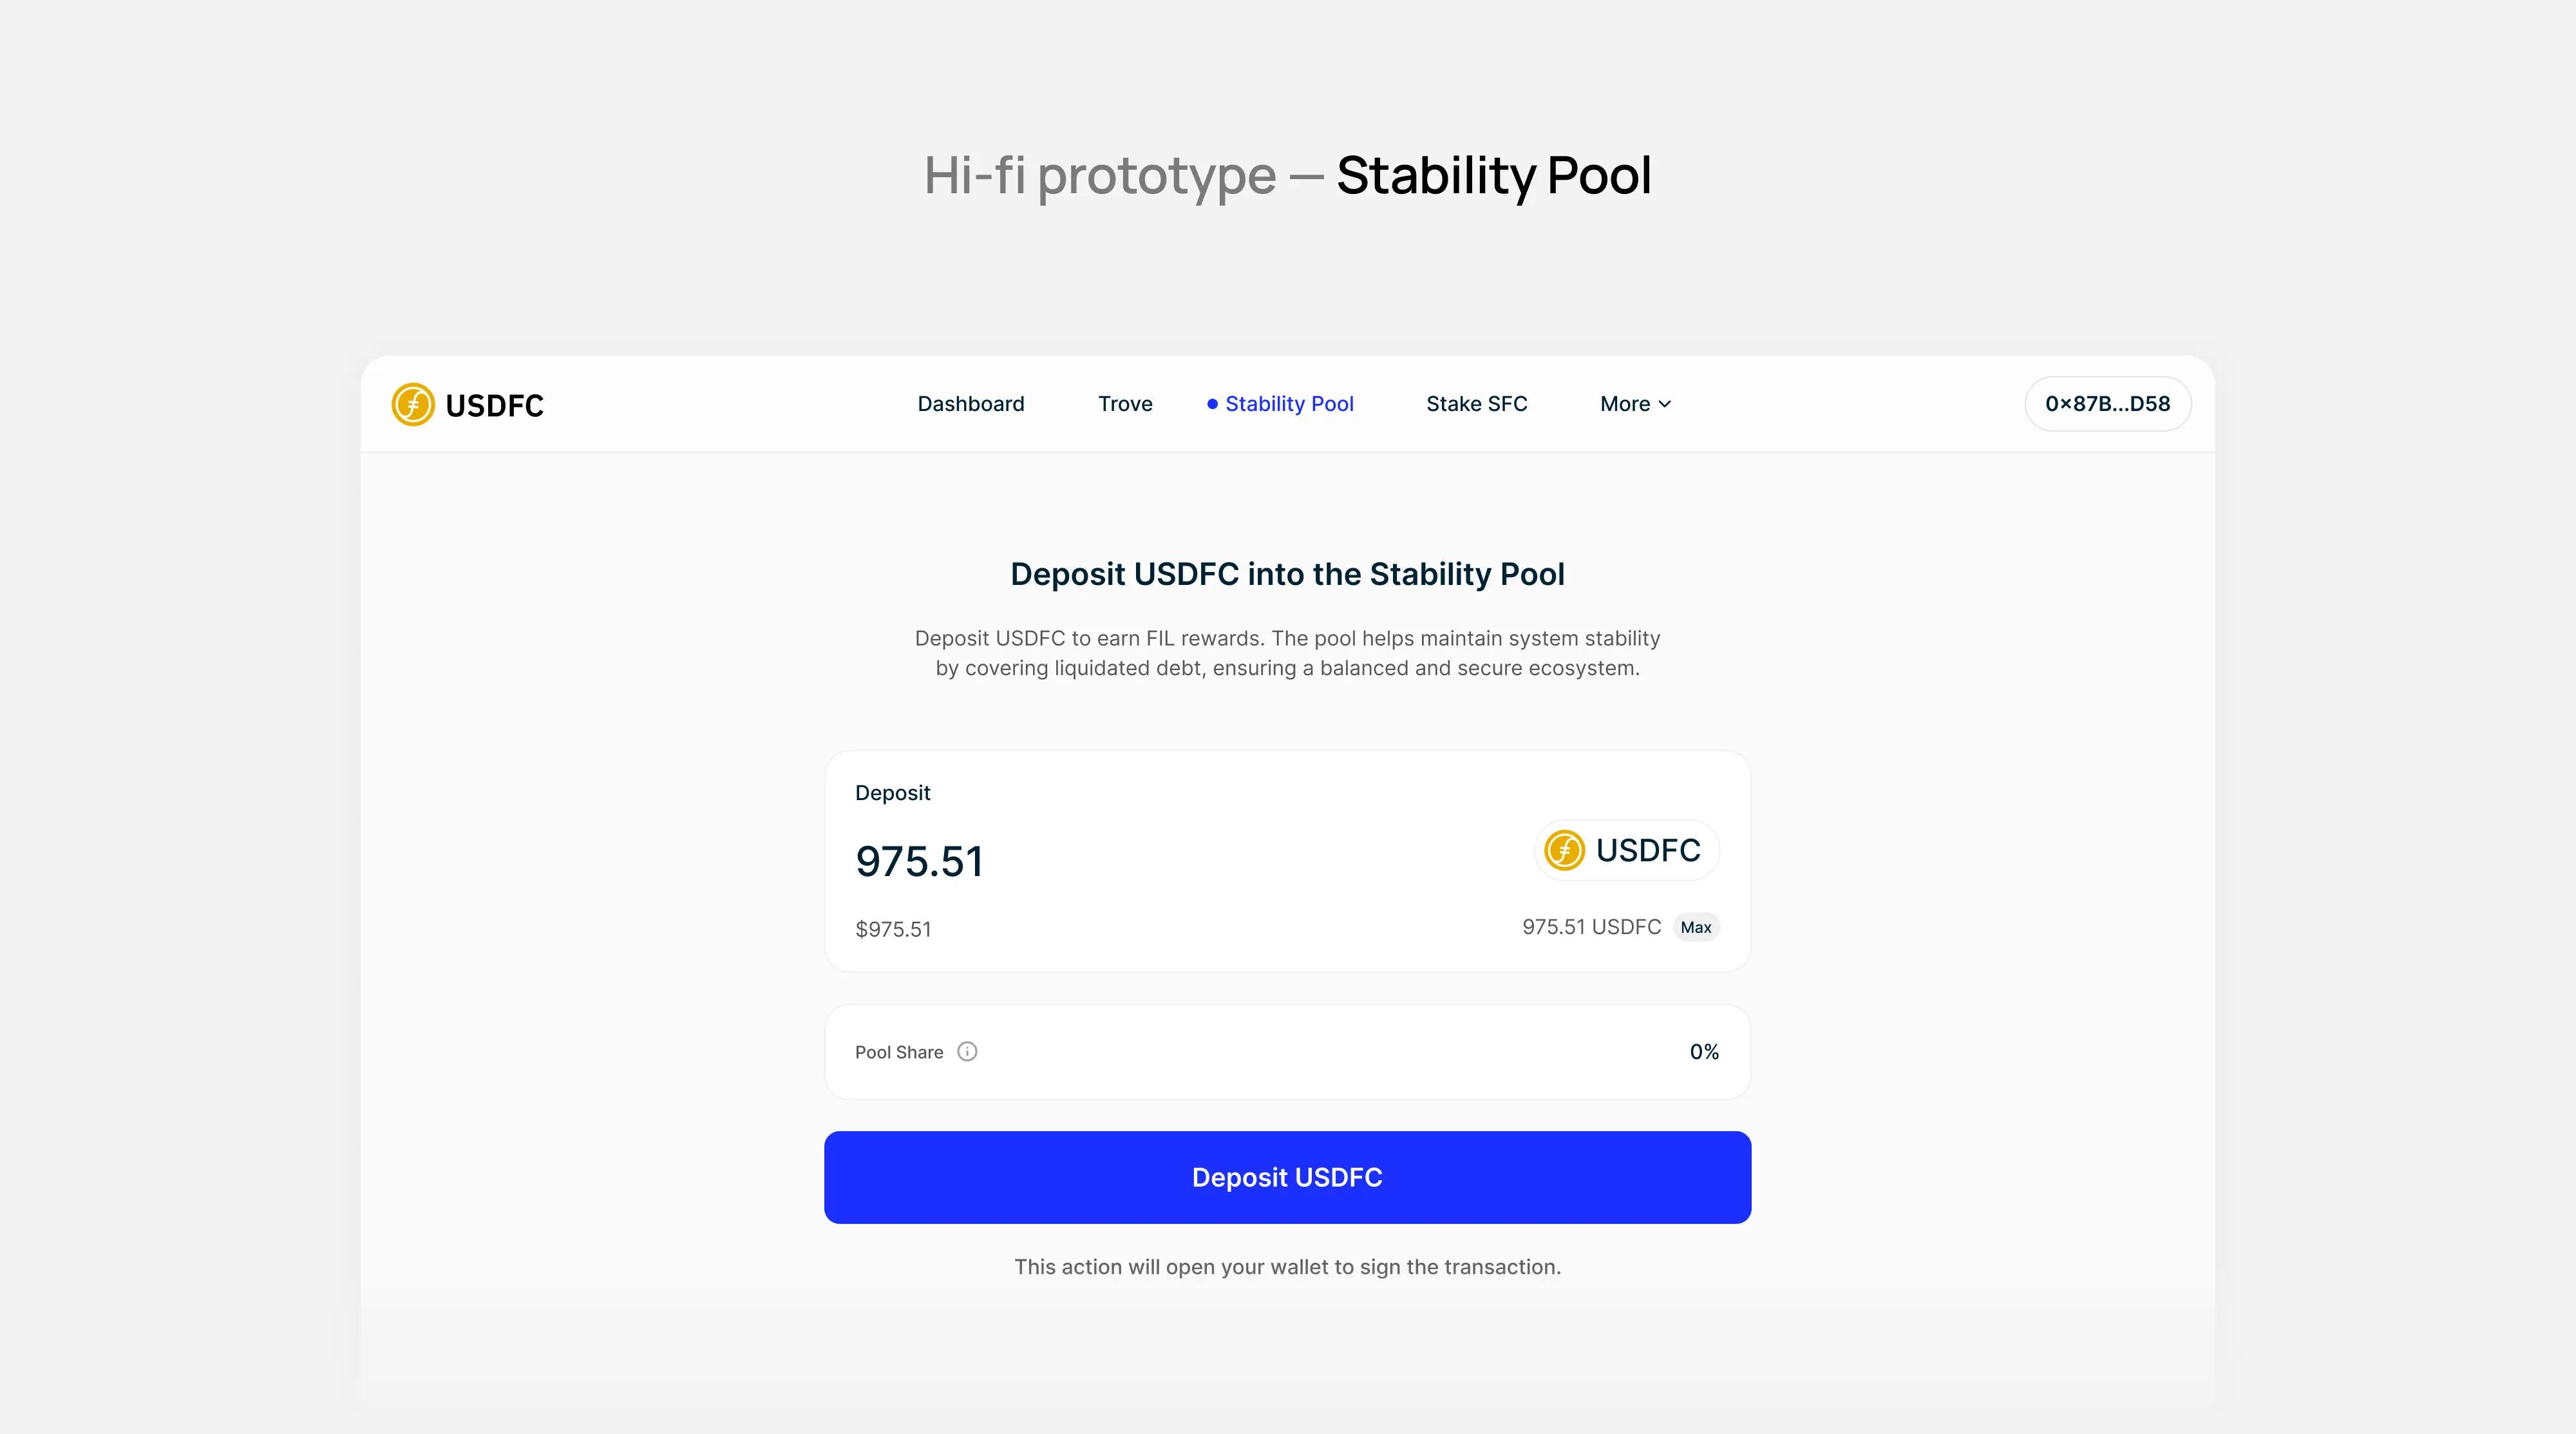 Hi-fi prototype — Stability Pool
USDFC
Dashboard
Trove
Stability Pool
Stake SFC
More
0×87B...D58
Deposit USDFC into the Stability Pool
Deposit USDFC to earn FIL rewards. The pool helps maintain system stability
by covering liquidated debt, ensuring a balanced and secure ecosystem.
Deposit
975.51
USDFC
$975.51
975.51 USDFC
Max
Pool Share
0%
Deposit USDFC
This action will open your wallet to sign the transaction.